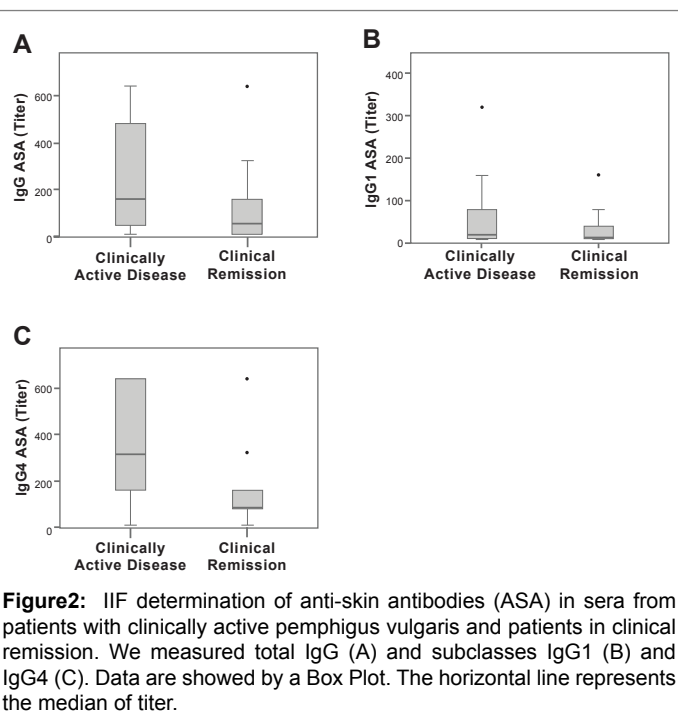 A
IgG ASA (Titer)
600
400
200
0
Clinically
Active Disease
Clinical
Remission
B
IgG1 ASA (Titer)
400
300
200
100
0
Clinically
Active Disease
Clinical
Remission
C
IgG4 ASA (Titer)
600
400
200
0
Clinically
Active Disease
Clinical
Remission
Figure2: IIF determination of anti-skin antibodies (ASA) in sera from
patients with clinically active pemphigus vulgaris and patients in clinical
remission. We measured total IgG (A) and subclasses IgG1 (B) and
IgG4 (C). Data are showed by a Box Plot. The horizontal line represents
the median of titer.